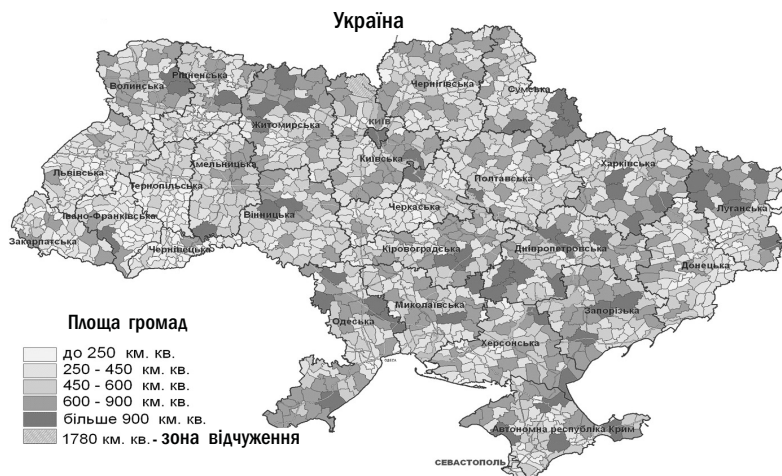 Україна
Рівненська
Волинська
Чернігівська
Сумська
Житомирська
КИЇВ
Київська
Харківська
Львівська
Хмельницька
Тернопільська
Полтавська
Луганська
Івано-Франківська
Вінницька
Черкаська
Закарпатська
Чернівецька
Кіровоградська
Дніпропетровська
Донецька
Миколаївська
Одеська
Запорізька
Херсонська
Площа громад
до 250 км. кв.
250 - 450 км. кв.
450 - 600 км. кв.
600 - 900 км. кв.
більше 900 км. кв.
1780 км. кв. - зона відчуження
Автономна республіка Крим
СЕВАСТОПОЛЬ